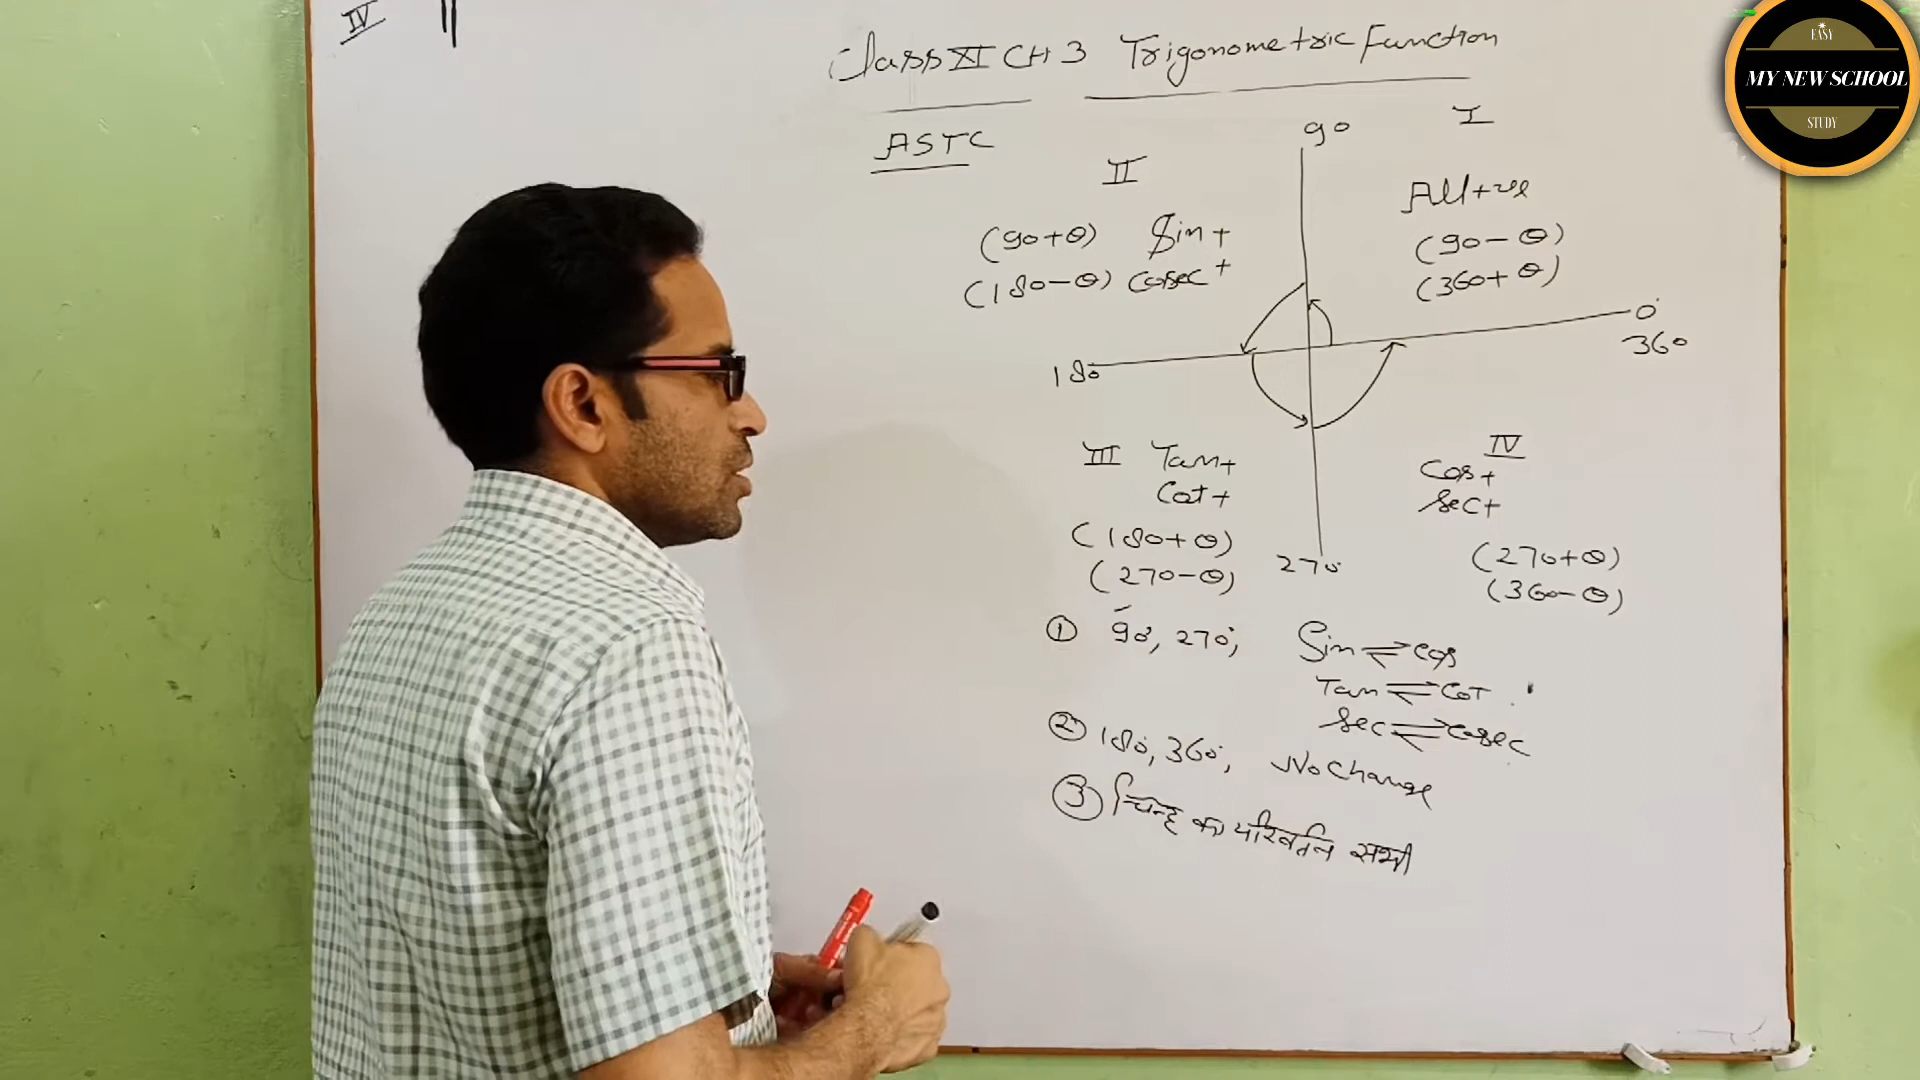 IV
Class XI CH 3 Trigonometric Function
ASTC
90
I
II
All +ve
(90+θ) Sin +
(90-θ)
(180-θ) cosec +
(360+θ)
0°
360
180
III Tan +
Cot +
IV
Cos +
Sec +
(180+θ)
(270-θ)
270°
(270+θ)
(360-θ)
① 90°, 270°, Sin ⇌ cos
Tan ⇌ COT
Sec ⇌ cosec
② 180°, 360°, No Change
③ चिन्ह का परिवर्तन सभी
EASY
MY NEW SCHOOL
STUDY